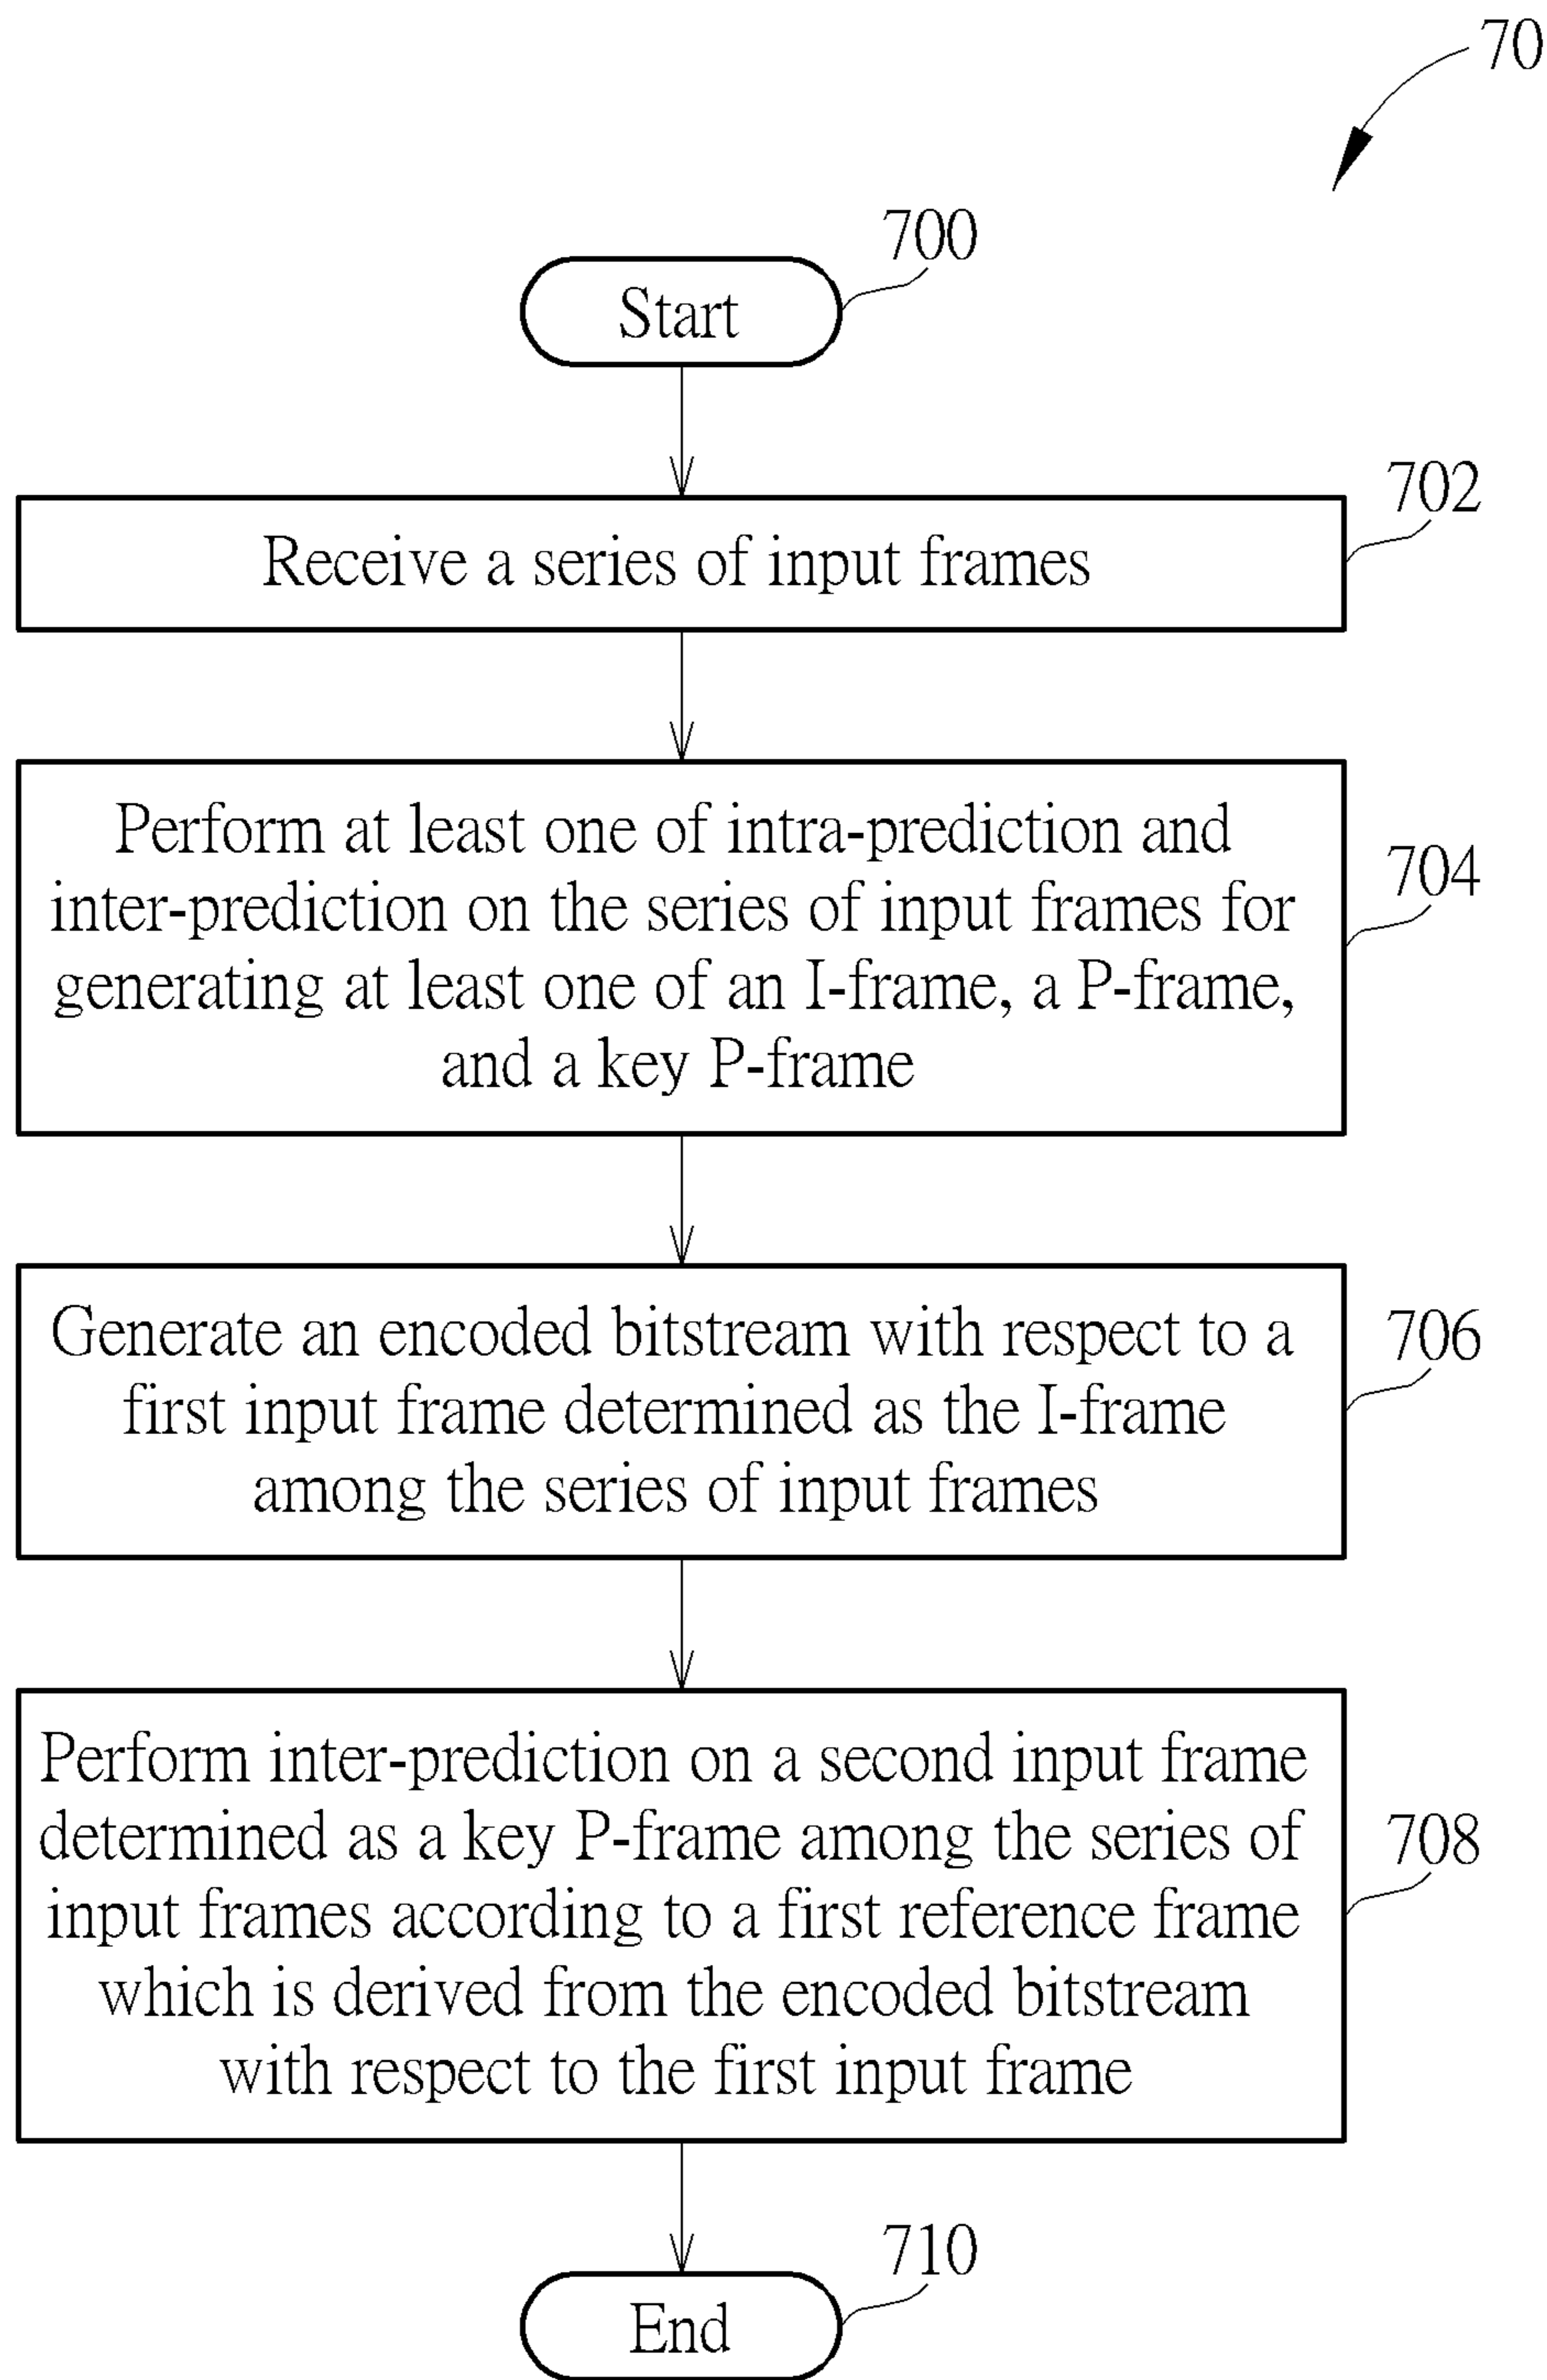 70
700
Start
702
Receive a series of input frames
704
Perform at least one of intra-prediction and
inter-prediction on the series of input frames for
generating at least one of an I-frame, a P-frame,
and a key P-frame
706
Generate an encoded bitstream with respect to a
first input frame determined as the I-frame
among the series of input frames
708
Perform inter-prediction on a second input frame
determined as a key P-frame among the series of
input frames according to a first reference frame
which is derived from the encoded bitstream
with respect to the first input frame
710
End